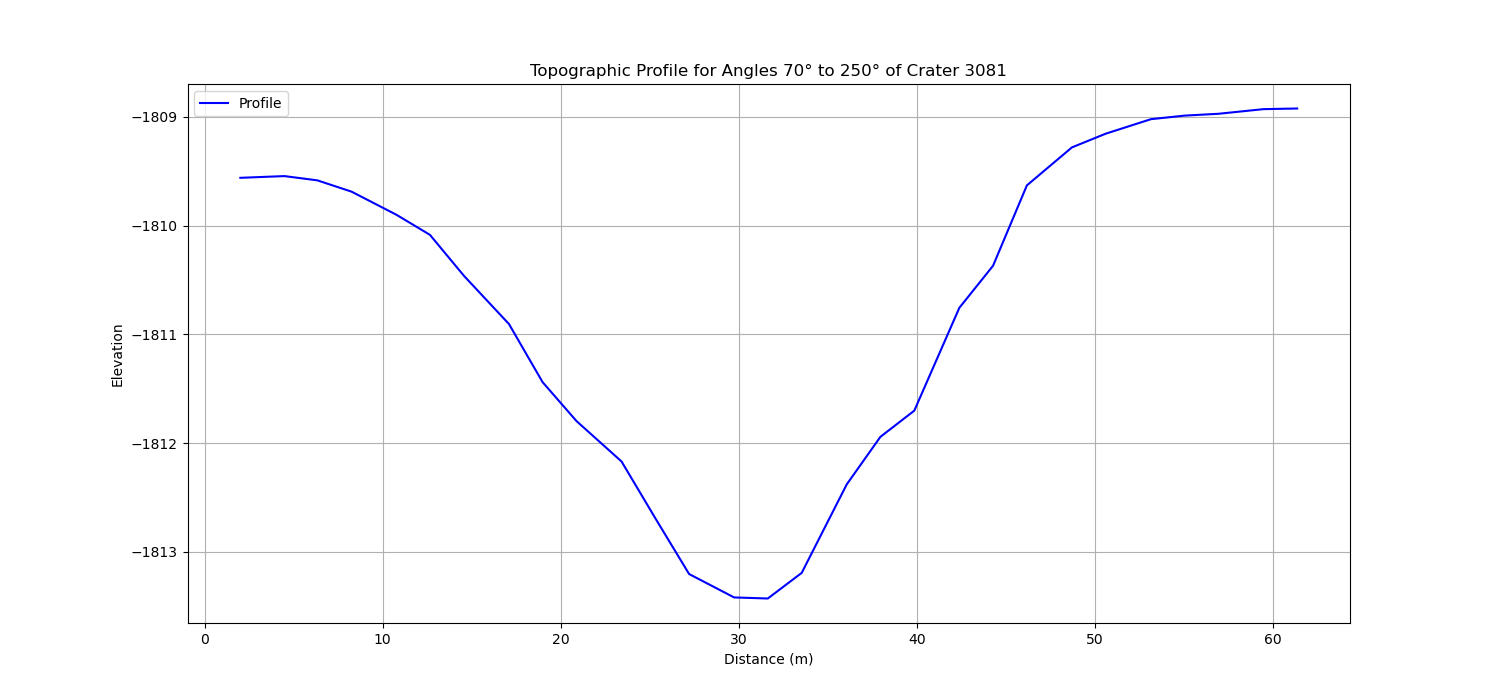 Topographic Profile for Angles 70° to 250° of Crater 3081
Profile
−1809
−1810
−1811
−1812
−1813
Elevation
0 10 20 30 40 50 60
Distance (m)